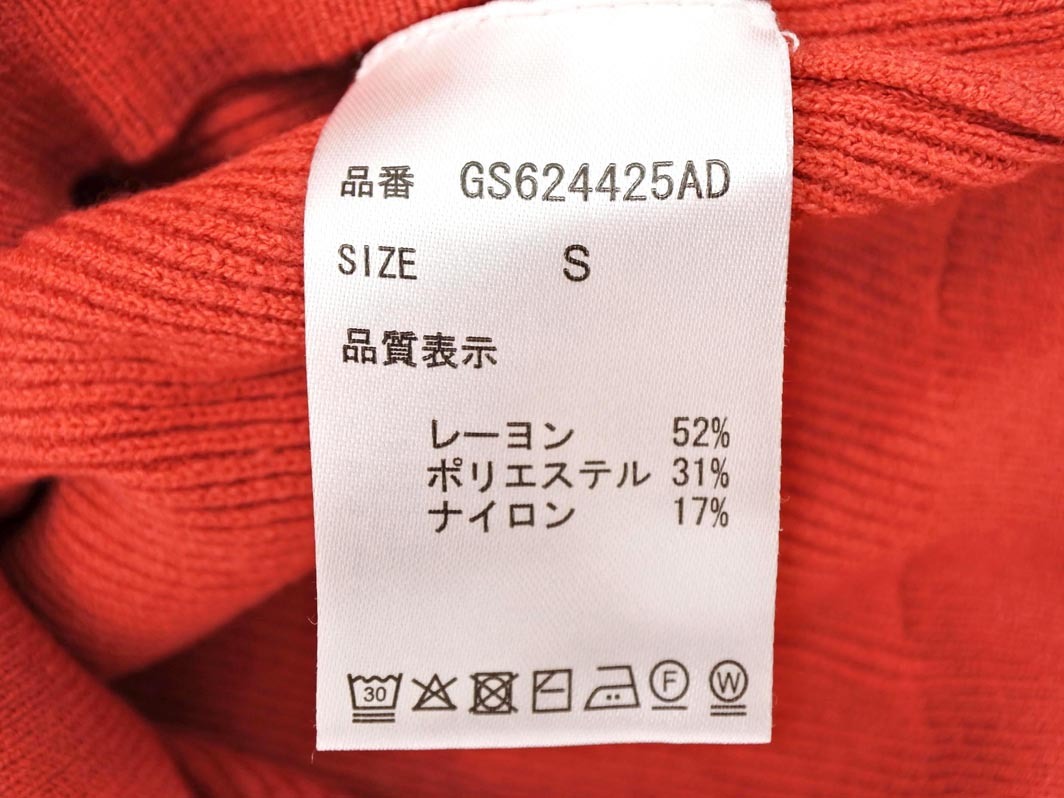 品番 GS624425AD
SIZE S
品質表示
レーヨン 52%
ポリエステル 31%
ナイロン 17%
30 F W